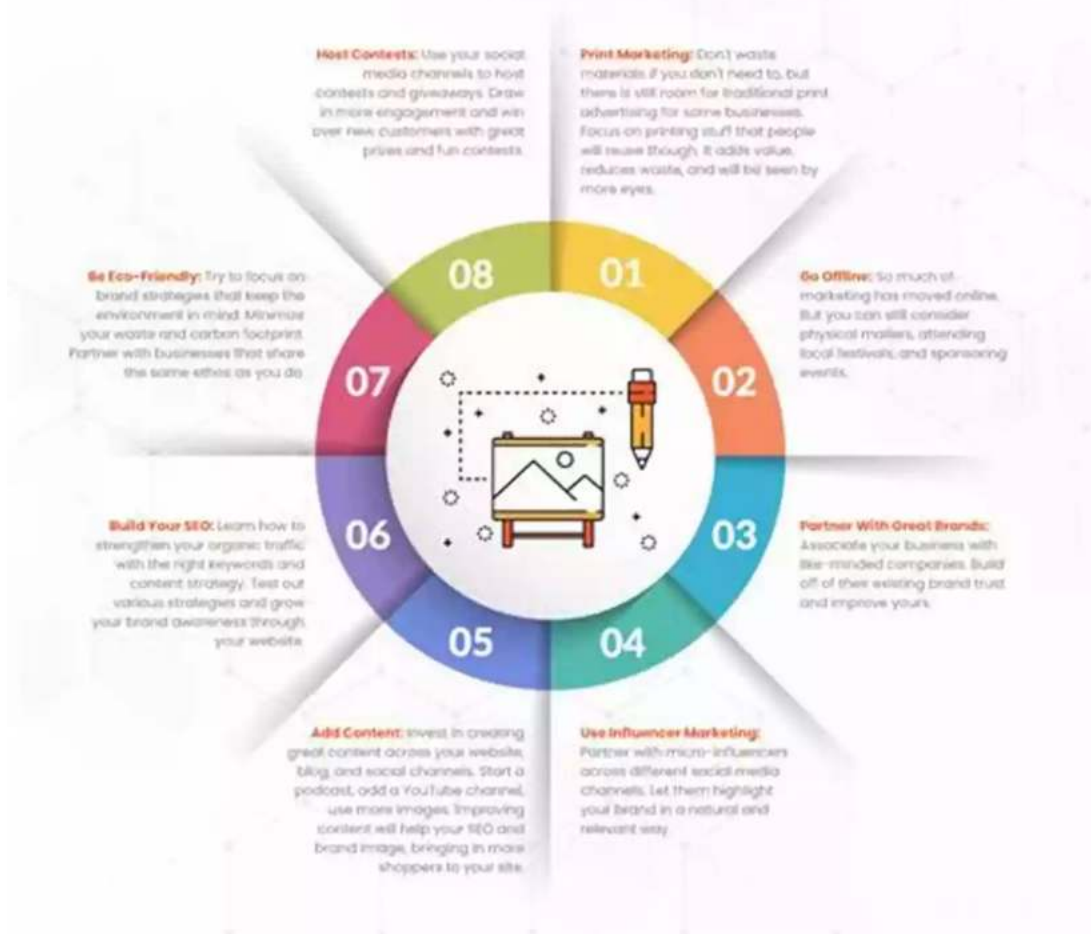 01
Print Marketing: Don't waste
materials if you don't need to, but
there is still room for traditional print
advertising for some businesses.
Focus on printing stuff that people
will reuse though. It adds value,
reduces waste, and will be seen by
more eyes.
02
Go Offline: So much of
marketing has moved online.
But you can still consider
physical mailers, attending
local festivals, and sponsoring
events.
03
Partner With Great Brands:
Associate your business with
like-minded companies. Build
off of their existing brand trust
and improve yours.
04
Use Influencer Marketing:
Partner with micro-influencers
across different social media
channels. Let them highlight
your brand in a natural and
relevant way.
05
Add Content: Invest in creating
great content across your website,
blog, and social channels. Start a
podcast, add a YouTube channel,
use more images. Improving
content will help your SEO and
brand image, bringing in more
shoppers to your site.
06
Build Your SEO: Learn how to
strengthen your organic traffic
with the right keywords and
content strategy. Test out
various strategies and grow
your brand awareness through
your website.
07
Be Eco-Friendly: Try to focus on
brand strategies that keep the
environment in mind. Minimize
your waste and carbon footprint.
Partner with businesses that share
the same ethos as you do.
08
Host Contests: Use your social
media channels to host
contests and giveaways. Draw
in more engagement and win
over new customers with great
prizes and fun contests.